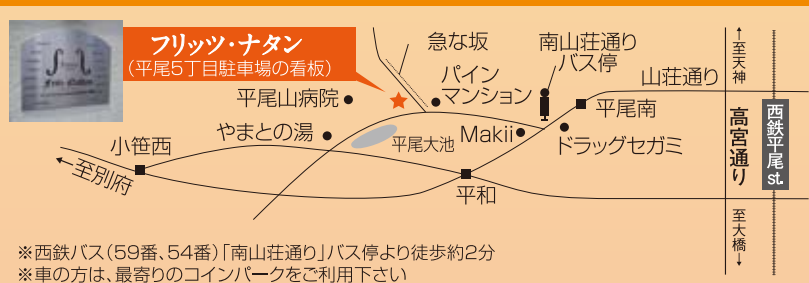 フリッツ・ナタン
(平尾5丁目駐車場の看板)
急な坂
南山荘通り
バス停
↑至天神
山荘通り
パイン
マンション
平尾山病院
平尾南
高宮通り
西鉄平尾st.
やまとの湯
平尾大池
Makii
ドラッグセガミ
小笹西
←至別府
平和
至大橋↓
※西鉄バス(59番、54番)「南山荘通り」バス停より徒歩約2分
※車の方は、最寄りのコインパークをご利用下さい